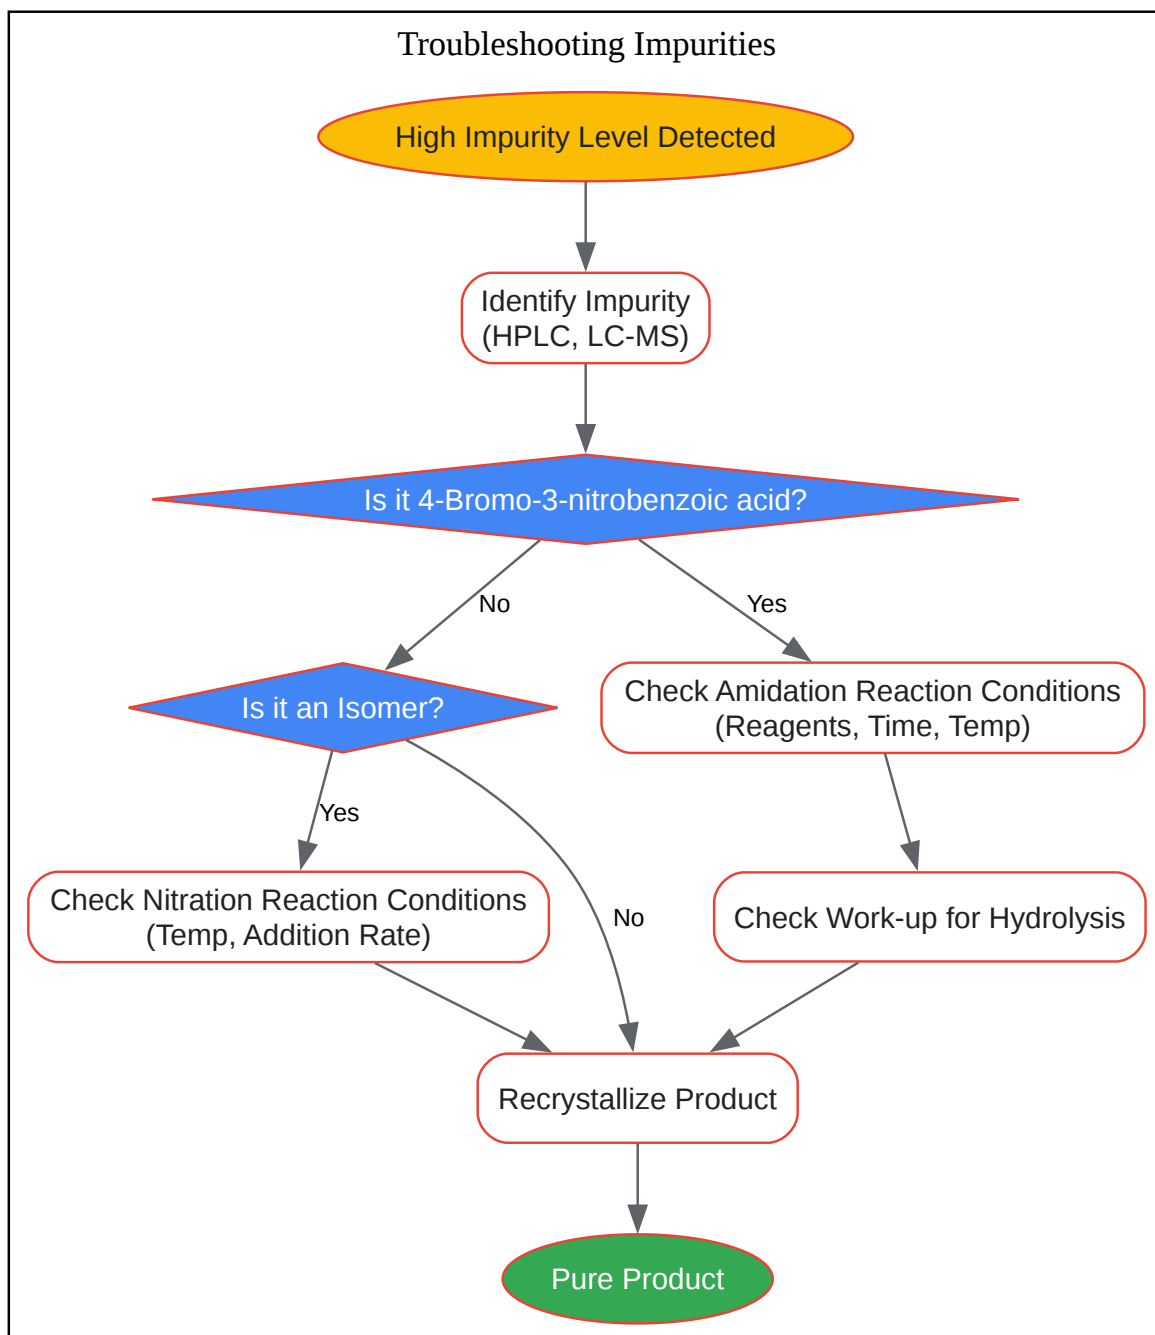 Troubleshooting Impurities
High Impurity Level Detected
Identify Impurity
(HPLC, LC-MS)
Is it 4-Bromo-3-nitrobenzoic acid?
No
Yes
Is it an Isomer?
Check Amidation Reaction Conditions
(Reagents, Time, Temp)
Yes
Check Nitration Reaction Conditions
(Temp, Addition Rate)
No
Check Work-up for Hydrolysis
Recrystallize Product
Pure Product